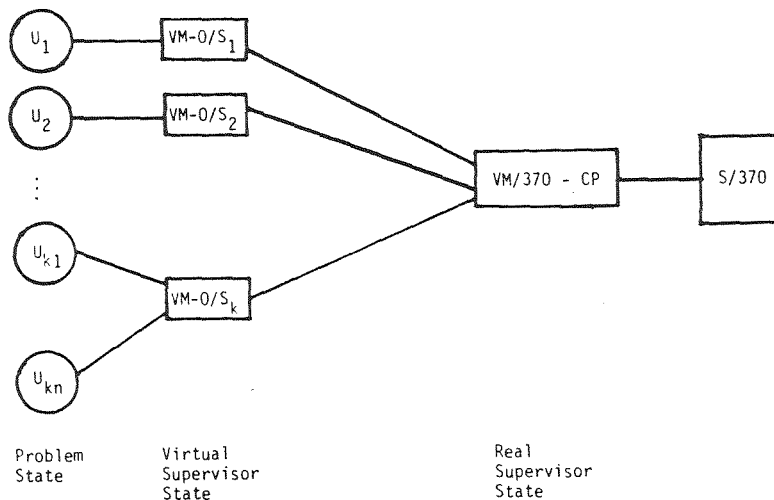 U1 VM-O/S1
U2 VM-O/S2
VM/370 - CP S/370
...
Uk1
VM-O/Sk
Ukn
Problem State
Virtual Supervisor State
Real Supervisor State